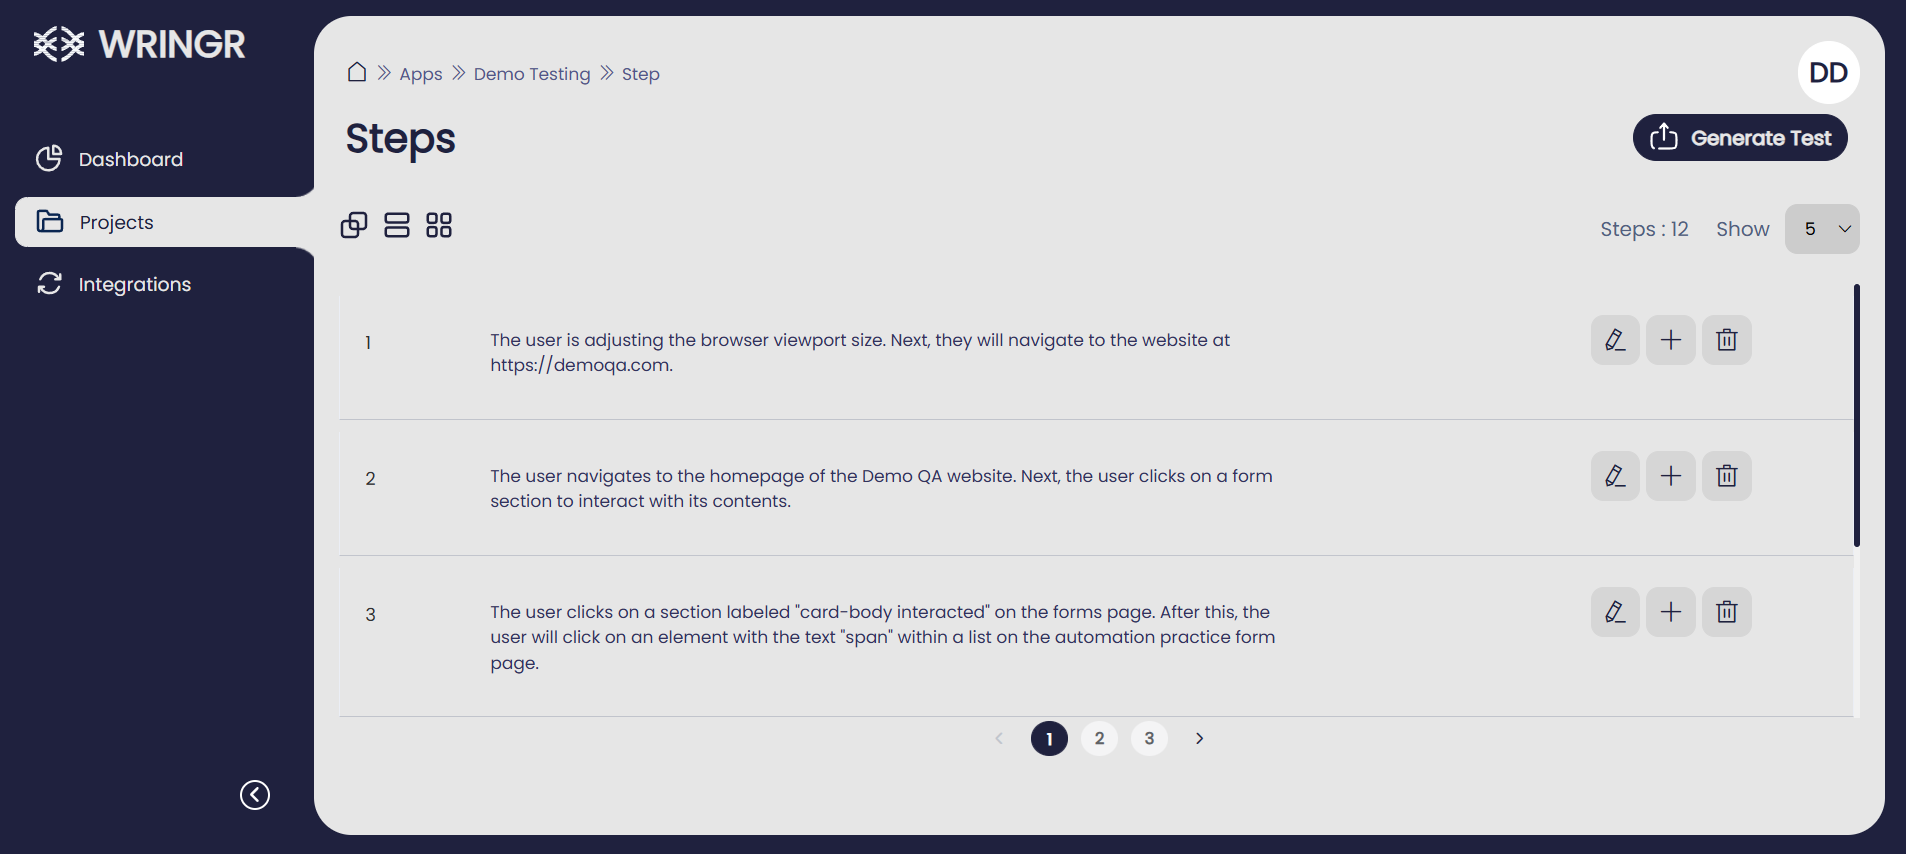 WRINGR
Dashboard
Projects
Integrations
Apps Demo Testing Step
DD
Steps
Generate Test
Steps : 12 Show 5
1
The user is adjusting the browser viewport size. Next, they will navigate to the website at
https://demoqa.com.
2
The user navigates to the homepage of the Demo QA website. Next, the user clicks on a form
section to interact with its contents.
3
The user clicks on a section labeled "card-body interacted" on the forms page. After this, the
user will click on an element with the text "span" within a list on the automation practice form
page.
1 2 3